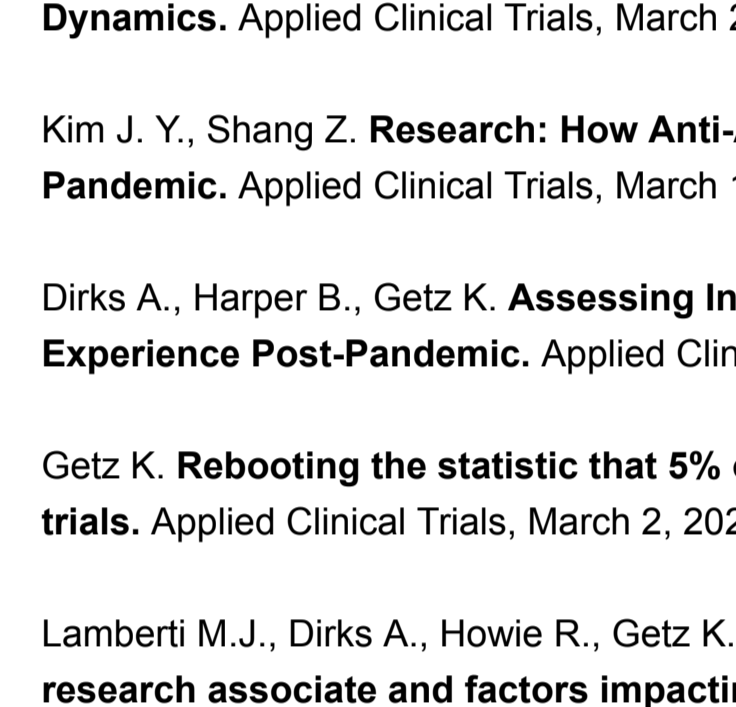 Dynamics. Applied Clinical Trials, March
Kim J. Y., Shang Z. Research: How Anti-
Pandemic. Applied Clinical Trials, March
Dirks A., Harper B., Getz K. Assessing In
Experience Post-Pandemic. Applied Clin
Getz K. Rebooting the statistic that 5%
trials. Applied Clinical Trials, March 2, 202
Lamberti M.J., Dirks A., Howie R., Getz K.
research associate and factors impacti